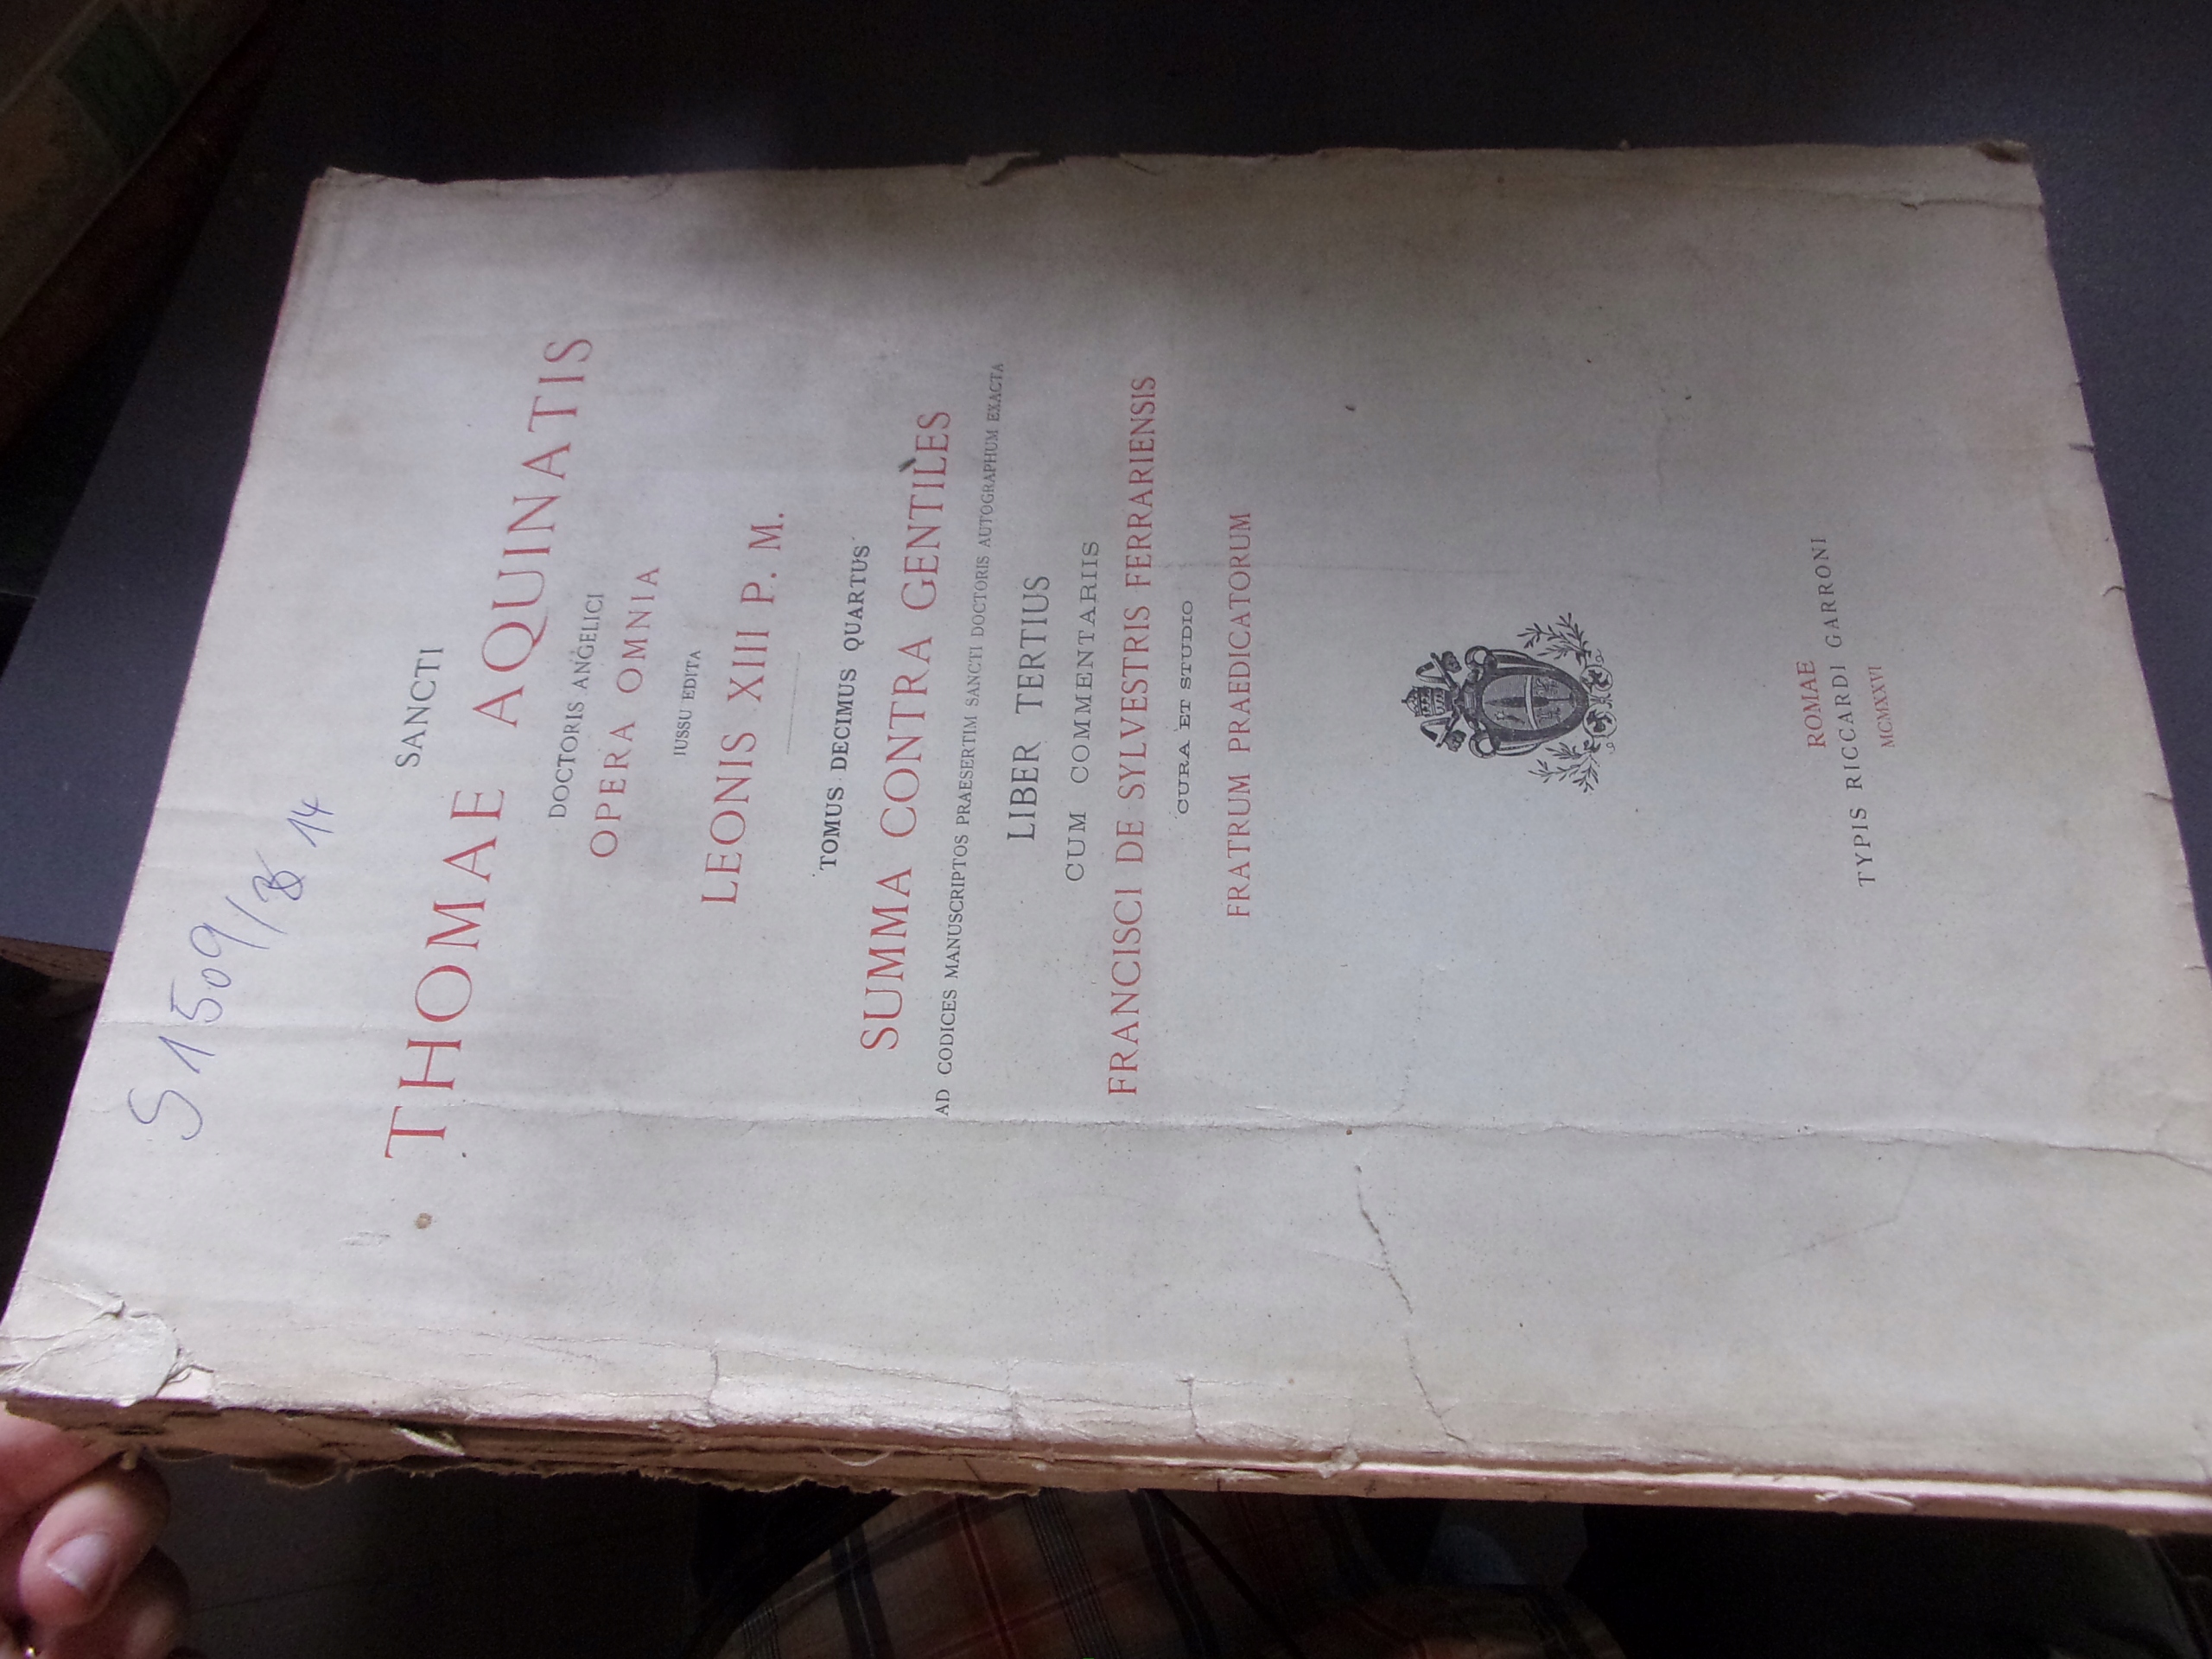 S 1509/ 14
SANCTI
THOMAE AQUINATIS
DOCTORIS ANGELICI
OPERA OMNIA
IUSSU EDITA
LEONIS XIII P. M.
TOMUS DECIMUS QUARTUS
SUMMA CONTRA GENTILES
AD CODICES MANUSCRIPTOS PRAESERTIM SANCTI DOCTORIS AUTOGRAPHUM EXACTA
LIBER TERTIUS
CUM COMMENTARIIS
FRANCISCI DE SYLVESTRIS FERRARIENSIS
CURA ET STUDIO
FRATRUM PRAEDICATORUM
ROMAE
TYPIS RICCARDI GARRONI
MCMXXVI